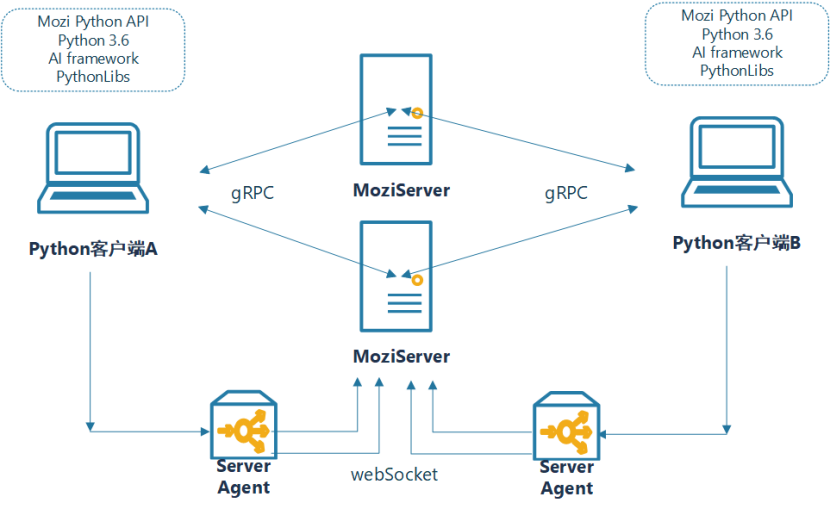 Mozi Python API
Python 3.6
AI framework
PythonLibs
Mozi Python API
Python 3.6
AI framework
PythonLibs
MoziServer
gRPC
gRPC
Python客户端A
Python客户端B
MoziServer
Server
Agent
webSocket
Server
Agent